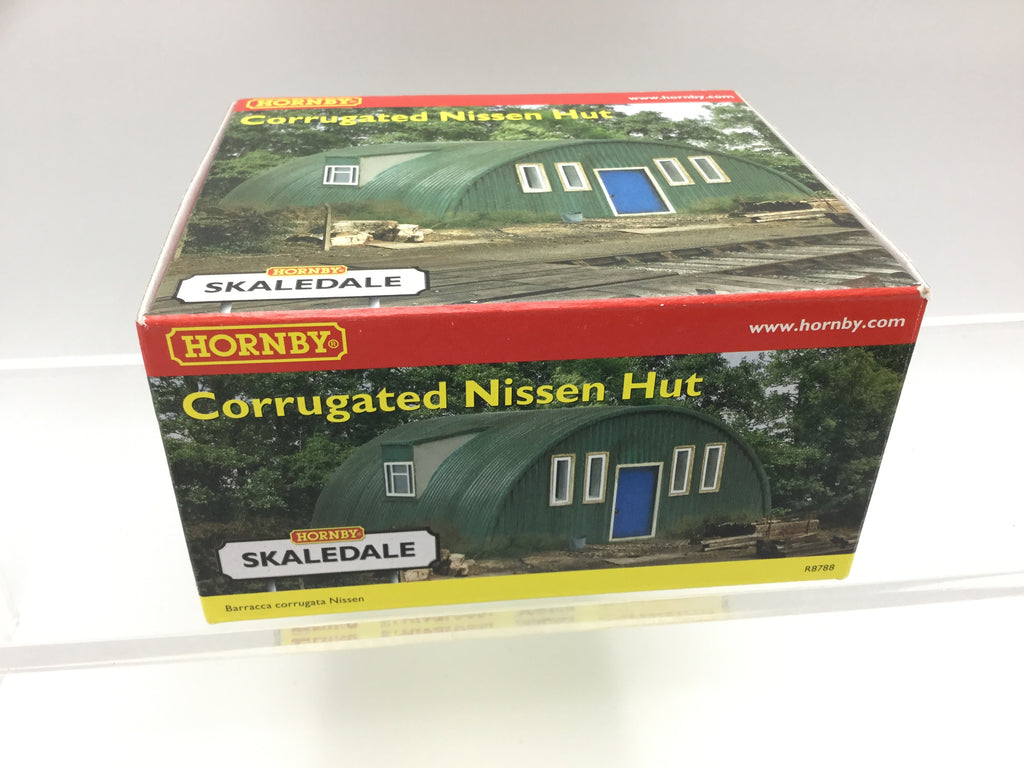 HORNBY®
www.hornby.com
Corrugated Nissen Hut
HORNBY®
SKALEDALE
HORNBY®
www.hornby.com
Corrugated Nissen Hut
HORNBY®
SKALEDALE
Barracca corrugata Nissen
R8788